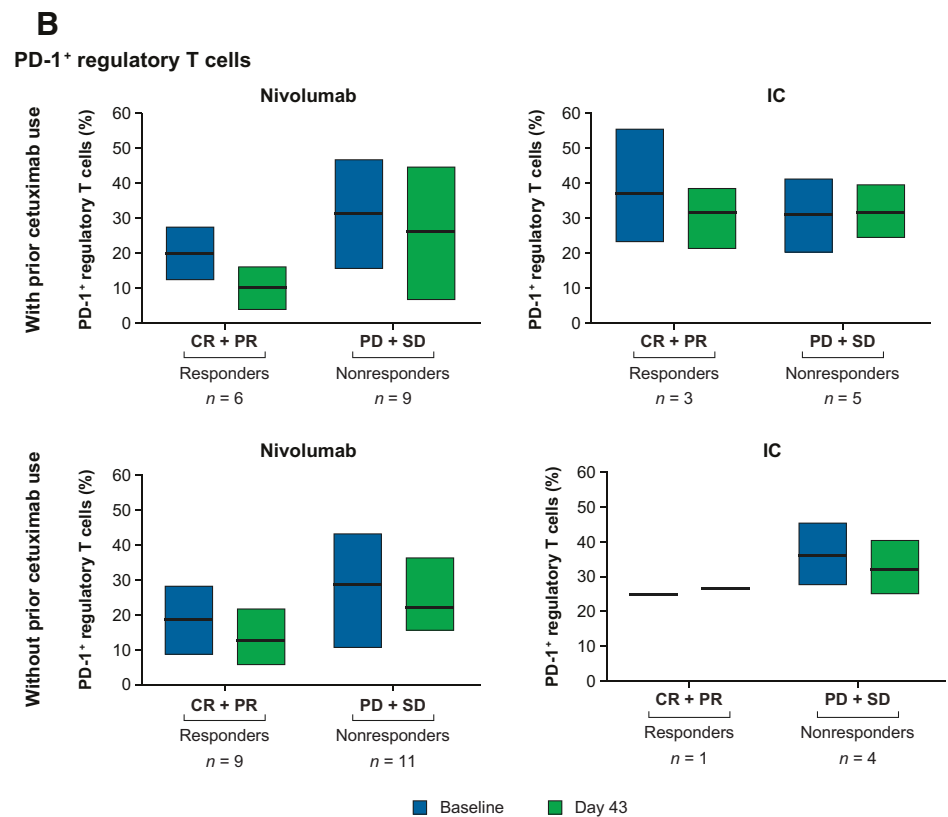 B
PD-1+ regulatory T cells
With prior cetuximab use
Nivolumab
PD-1+ regulatory T cells (%)
60
50
40
30
20
10
0
CR + PR
PD + SD
Responders
Nonresponders
n = 6
n = 9
IC
PD-1+ regulatory T cells (%)
60
50
40
30
20
10
0
CR + PR
PD + SD
Responders
Nonresponders
n = 3
n = 5
Without prior cetuximab use
Nivolumab
PD-1+ regulatory T cells (%)
60
50
40
30
20
10
0
CR + PR
PD + SD
Responders
Nonresponders
n = 9
n = 11
IC
PD-1+ regulatory T cells (%)
60
50
40
30
20
10
0
CR + PR
PD + SD
Responders
Nonresponders
n = 1
n = 4
Baseline
Day 43